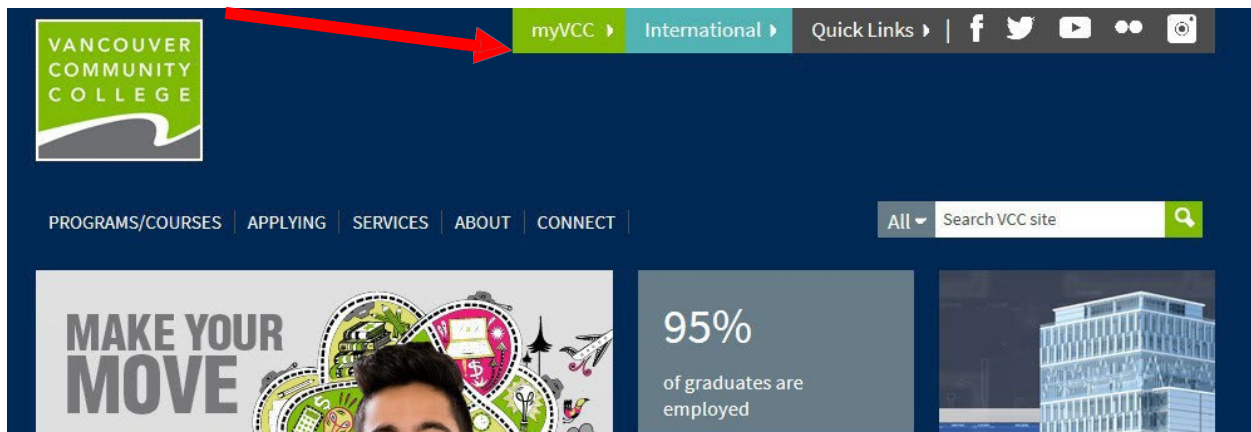 VANCOUVER
COMMUNITY
COLLEGE
myVCC
International
Quick Links |
PROGRAMS/COURSES | APPLYING | SERVICES | ABOUT | CONNECT |
All
Search VCC site
MAKE YOUR
MOVE
95%
of graduates are
employed